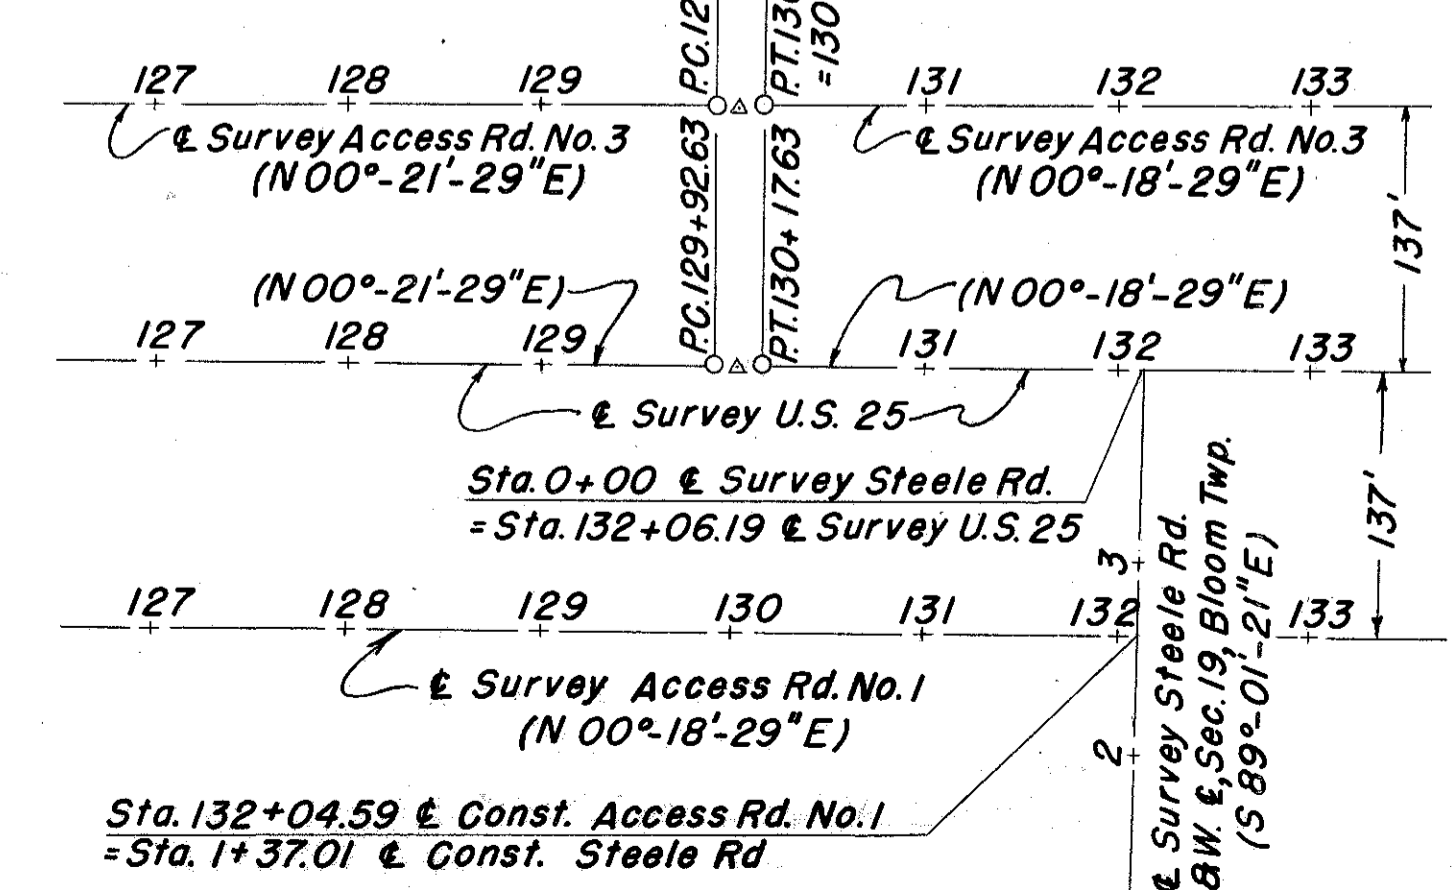 P.C.12
P.T.130
=130
127 128 129 131 132 133
℄ Survey Access Rd. No. 3
(N 00°-21'-29"E)
℄ Survey Access Rd. No. 3
(N 00°-18'-29"E)
P.C. 129+92.63
P.T. 130+17.63
137'
(N 00°-21'-29"E)
(N 00°-18'-29"E)
127 128 129 131 132 133
℄ Survey U.S. 25
Sta. 0+00 ℄ Survey Steele Rd.
=Sta. 132+06.19 ℄ Survey U.S. 25
137'
3
127 128 129 130 131 132 133
℄ Survey Access Rd. No. 1
(N 00°-18'-29"E)
2
℄ Survey Steele Rd.
&W. ℄, Sec. 19, Bloom Twp.
(S 89°-01'-21"E)
Sta. 132+04.59 ℄ Const. Access Rd. No. 1
=Sta. 1+37.01 ℄ Const. Steele Rd